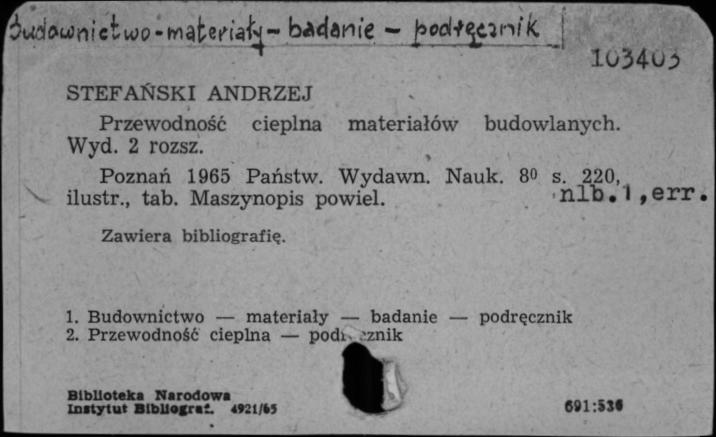 Budownictwo - materiały - badanie - podręcznik
103403
STEFAŃSKI ANDRZEJ
Przewodność cieplna materiałów budowlanych.
Wyd. 2 rozsz.
Poznań 1965 Państw. Wydawn. Nauk. 8⁰ s. 220,
ilustr., tab. Maszynopis powiel. nlb.1,err.
Zawiera bibliografię.
1. Budownictwo — materiały — badanie — podręcznik
2. Przewodność cieplna —
Biblioteka Narodowa
Instytut Bibliograf. 4921/65
691:536